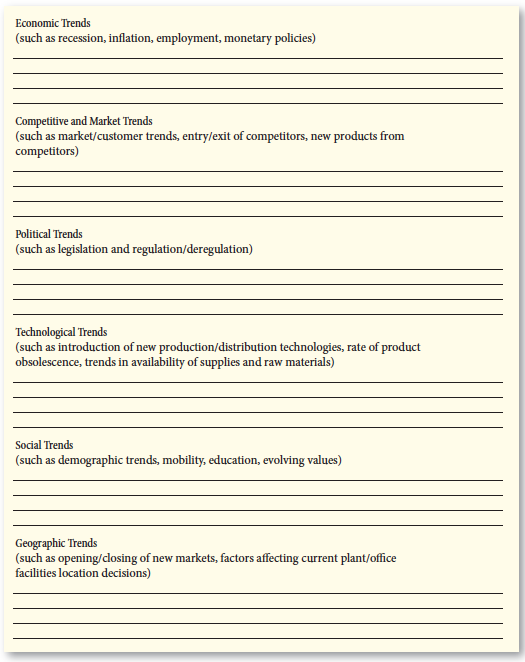 Economic Trends
(such as recession, inflation, employment, monetary policies)
Competitive and Market Trends
(such as market/customer trends, entry/exit of competitors, new products from
competitors)
Political Trends
(such as legislation and regulation/deregulation)
Technological Trends
(such as introduction of new production/distribution technologies, rate of product
obsolescence, trends in availability of supplies and raw materials)
Social Trends
(such as demographic trends, mobility, education, evolving values)
Geographic Trends
(such as opening/closing of new markets, factors affecting current plant/office
facilities location decisions)